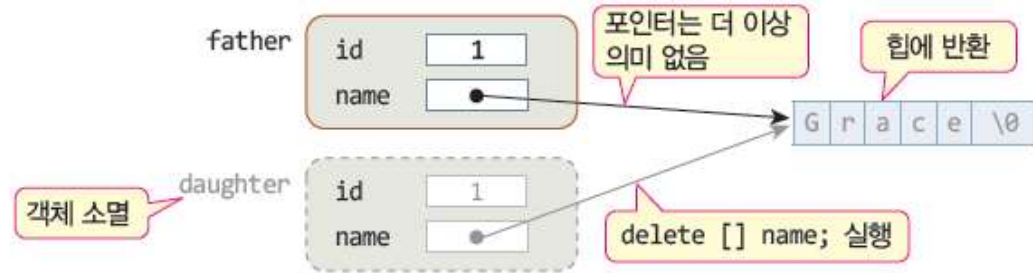 father
id 1
name
포인터는 더 이상
의미 없음
힙에 반환
G r a c e \0
daughter
객체 소멸
id 1
name
delete [] name; 실행